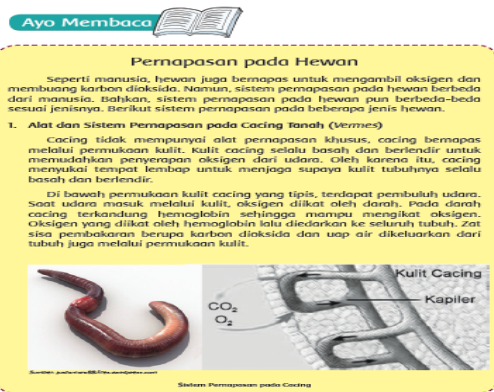 Ayo Membaca
Pernapasan pada Hewan
Seperti manusia, hewan juga bernapas untuk mengambil oksigen dan
membuang karbon dioksida. Namun, sistem pernapasan pada hewan berbeda
dari manusia. Bahkan, sistem pernapasan pada hewan pun berbeda-beda
sesuai jenisnya. Berikut sistem pernapasan pada beberapa jenis hewan.
1. Alat dan Sistem Pernapasan pada Cacing Tanah (Vermes)
Cacing tidak mempunyai alat pernapasan khusus, cacing bernapas
melalui permukaan kulit. Kulit cacing selalu basah dan berlendir untuk
memudahkan penyerapan oksigen dari udara. Oleh karena itu, cacing
menyukai tempat lembap untuk menjaga supaya kulit tubuhnya selalu
basah dan berlendir.
Di bawah permukaan kulit cacing yang tipis, terdapat pembuluh udara.
Saat udara masuk melalui kulit, oksigen diikat oleh darah. Pada darah
cacing terkandung hemoglobin sehingga mampu mengikat oksigen.
Oksigen yang diikat oleh hemoglobin lalu diedarkan ke seluruh tubuh. Zat
sisa pembakaran berupa karbon dioksida dan uap air dikeluarkan dari
tubuh juga melalui permukaan kulit.
Kulit Cacing
Kapiler
CO2
O2
Sumber:
Sistem Pernapasan pada Cacing